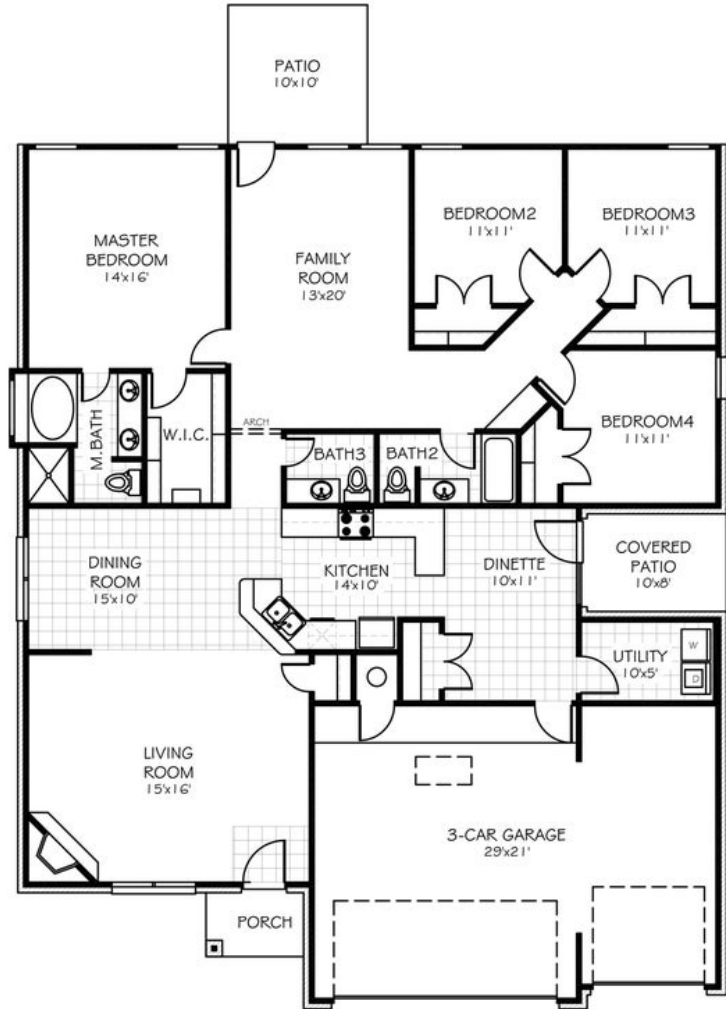 PATIO
10'x10'
MASTER
BEDROOM
14'x16'
FAMILY
ROOM
13'x20'
BEDROOM2
11'x11'
BEDROOM3
11'x11'
M.BATH
W.I.C.
ARCH
BATH3
BATH2
BEDROOM4
11'x11'
DINING
ROOM
15'x10'
KITCHEN
14'x10'
DINETTE
10'x11'
COVERED
PATIO
10'x8'
UTILITY
10'x5'
W
D
LIVING
ROOM
15'x16'
3-CAR GARAGE
29'x21'
PORCH